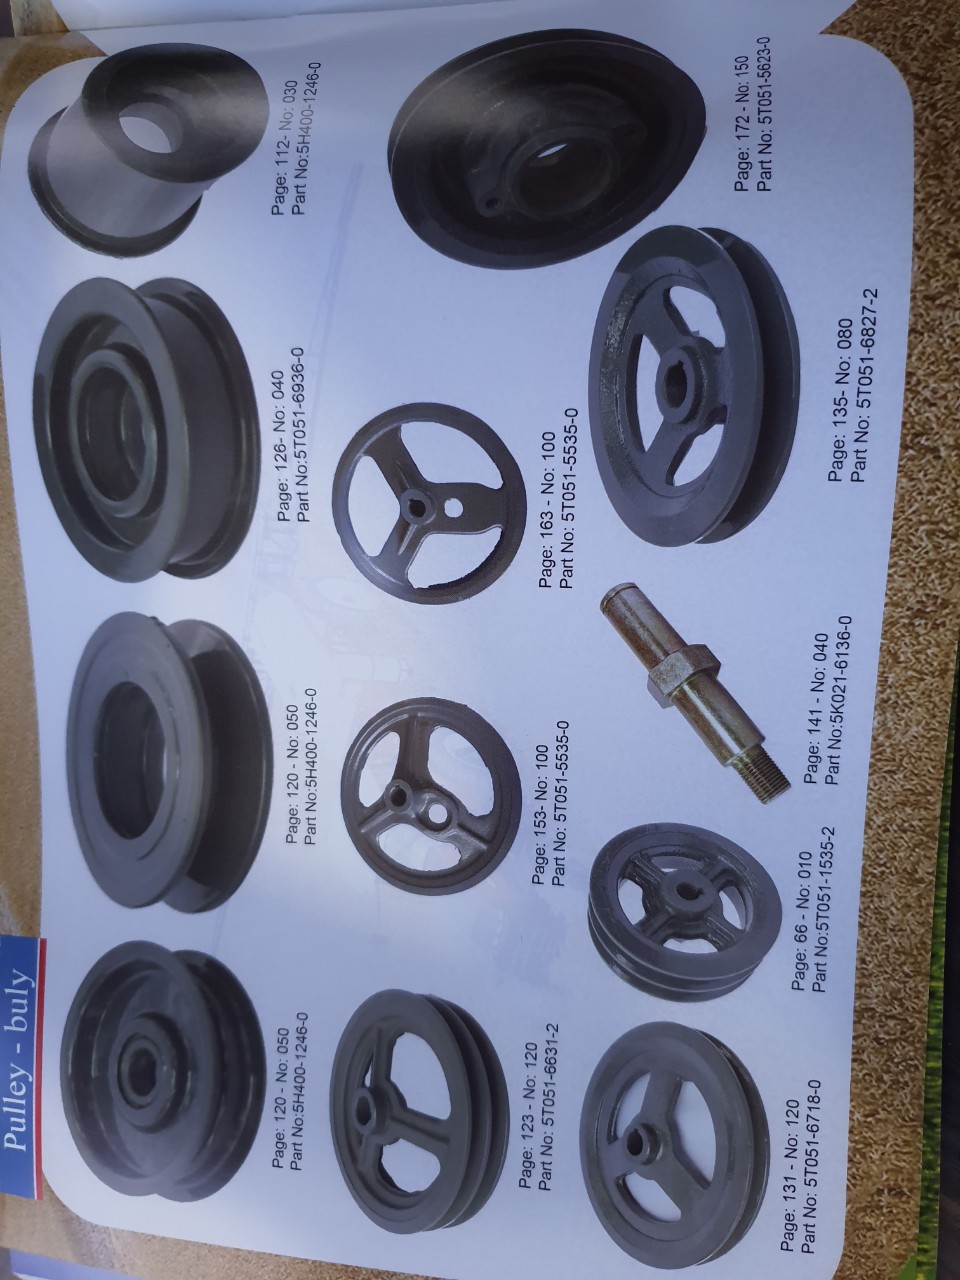 Pulley - buly
Page: 120 - No: 050
Part No:5H400-1246-0
Page: 120 - No: 050
Part No:5H400-1246-0
Page: 126- No: 040
Part No:5T051-6936-0
Page: 112- No: 030
Part No:5H400-1246-0
Page: 123 - No: 120
Part No: 5T051-6631-2
Page: 153- No: 100
Part No: 5T051-5535-0
Page: 163 - No: 100
Part No: 5T051-5535-0
Page: 172 - No: 150
Part No: 5T051-5623-0
Page: 131 - No: 120
Part No: 5T051-6718-0
Page: 66 - No: 010
Part No:5T051-1535-2
Page: 141 - No: 040
Part No:5K021-6136-0
Page: 135- No: 080
Part No: 5T051-6827-2